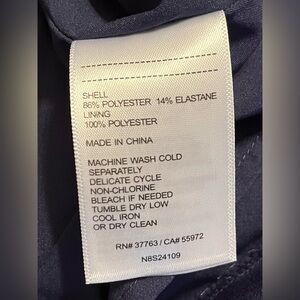 SHELL
86% POLYESTER 14% ELASTANE
LINING
100% POLYESTER
MADE IN CHINA
MACHINE WASH COLD
SEPARATELY
DELICATE CYCLE
NON-CHLORINE
BLEACH IF NEEDED
TUMBLE DRY LOW
COOL IRON
OR DRY CLEAN
RN# 37763 / CA# 55972
N8S24109